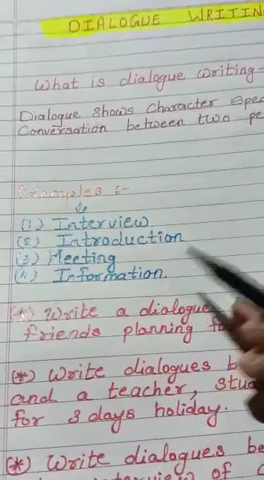 DIALOGUE WRITIN
What is dialogue writing-
Dialogue shows character spe
Conversation between two pe
Examples :-
(1) Interview
(2) Introduction
(3) Meeting
(4) Information.
(*) Write a dialogue
friends planning
(*) Write dialogues b
and a teacher, stu
for 3 days holiday.
(*) Write dialogues be
interview of